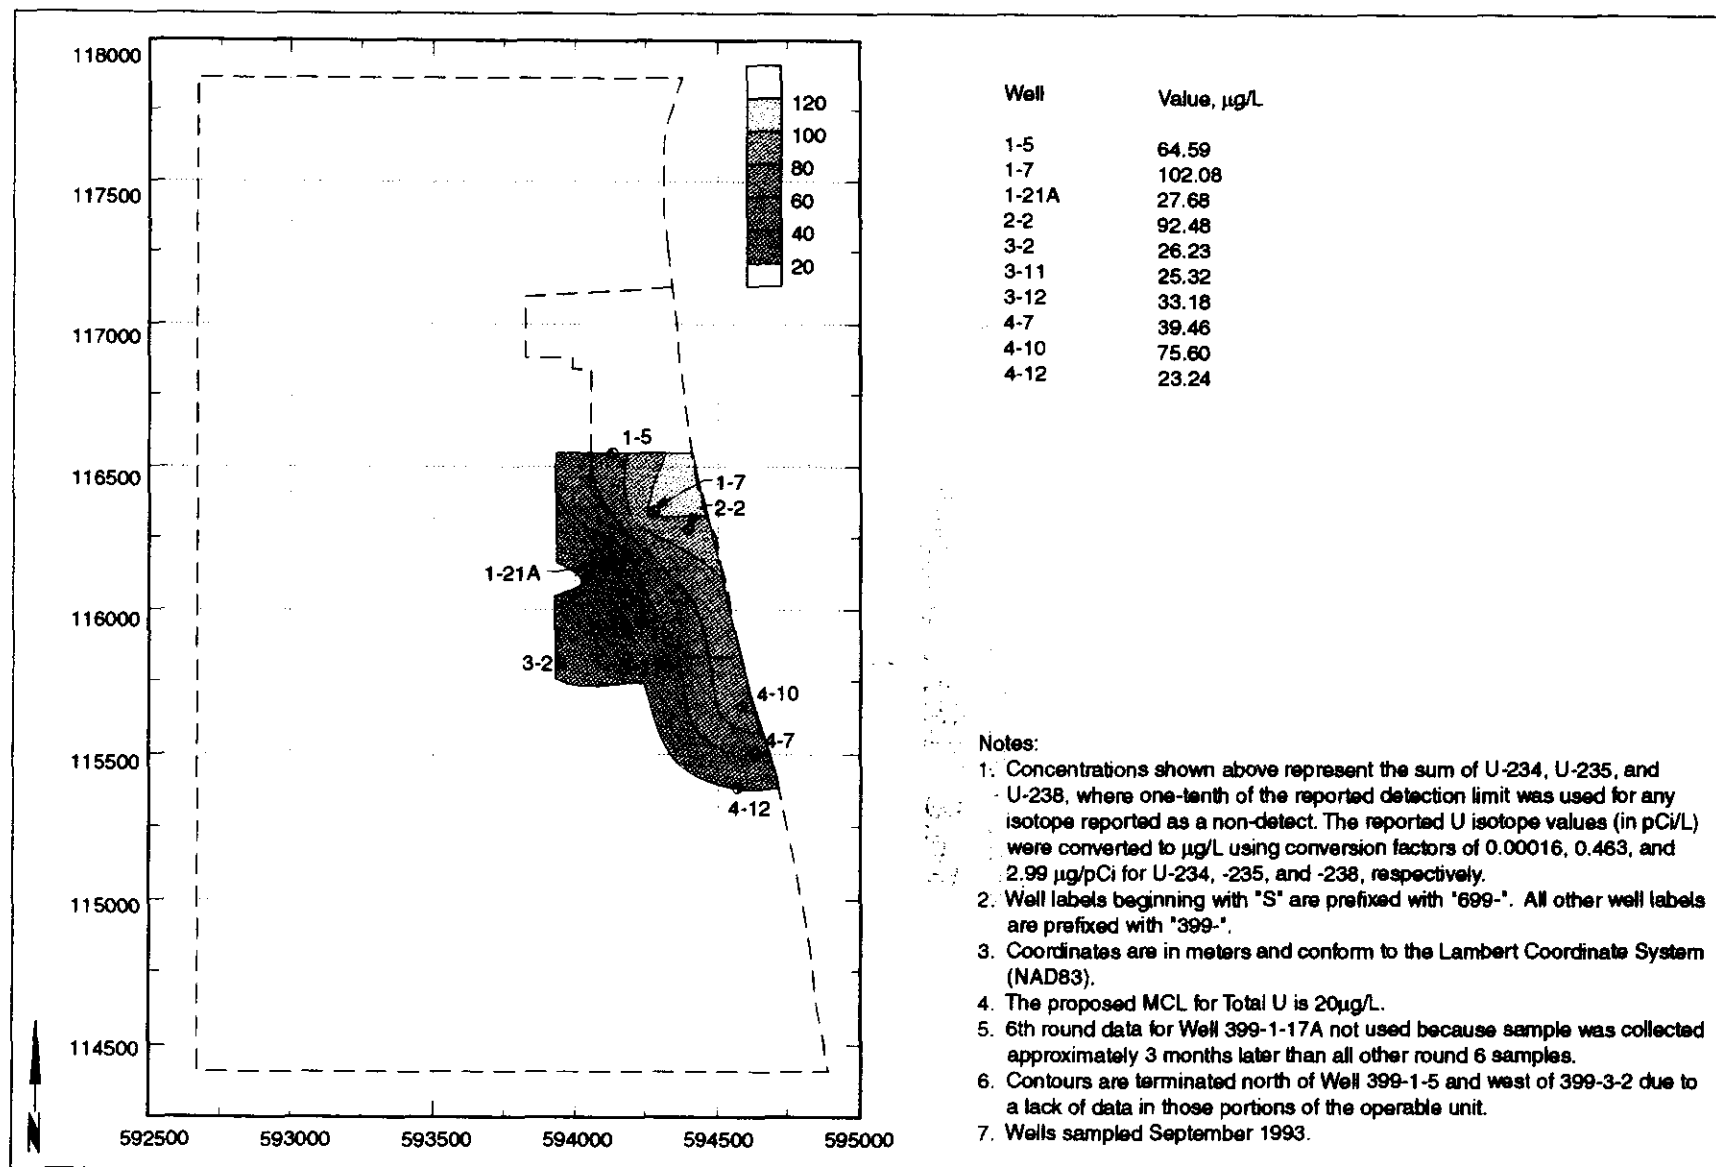 118000
117500
117000
116500
116000
115500
115000
114500
592500 593000 593500 594000 594500 595000
120
100
80
60
40
20
1-5
1-7
2-2
1-21A
3-2
4-10
4-7
4-12
N
Well Value, µg/L
1-5 64.59
1-7 102.08
1-21A 27.68
2-2 92.48
3-2 26.23
3-11 25.32
3-12 33.18
4-7 39.46
4-10 75.60
4-12 23.24
Notes:
1. Concentrations shown above represent the sum of U-234, U-235, and
U-238, where one-tenth of the reported detection limit was used for any
isotope reported as a non-detect. The reported U isotope values (in pCi/L)
were converted to µg/L using conversion factors of 0.00016, 0.463, and
2.99 µg/pCi for U-234, -235, and -238, respectively.
2. Well labels beginning with "S" are prefixed with "699-". All other well labels
are prefixed with "399-".
3. Coordinates are in meters and conform to the Lambert Coordinate System
(NAD83).
4. The proposed MCL for Total U is 20µg/L.
5. 6th round data for Well 399-1-17A not used because sample was collected
approximately 3 months later than all other round 6 samples.
6. Contours are terminated north of Well 399-1-5 and west of 399-3-2 due to
a lack of data in those portions of the operable unit.
7. Wells sampled September 1993.